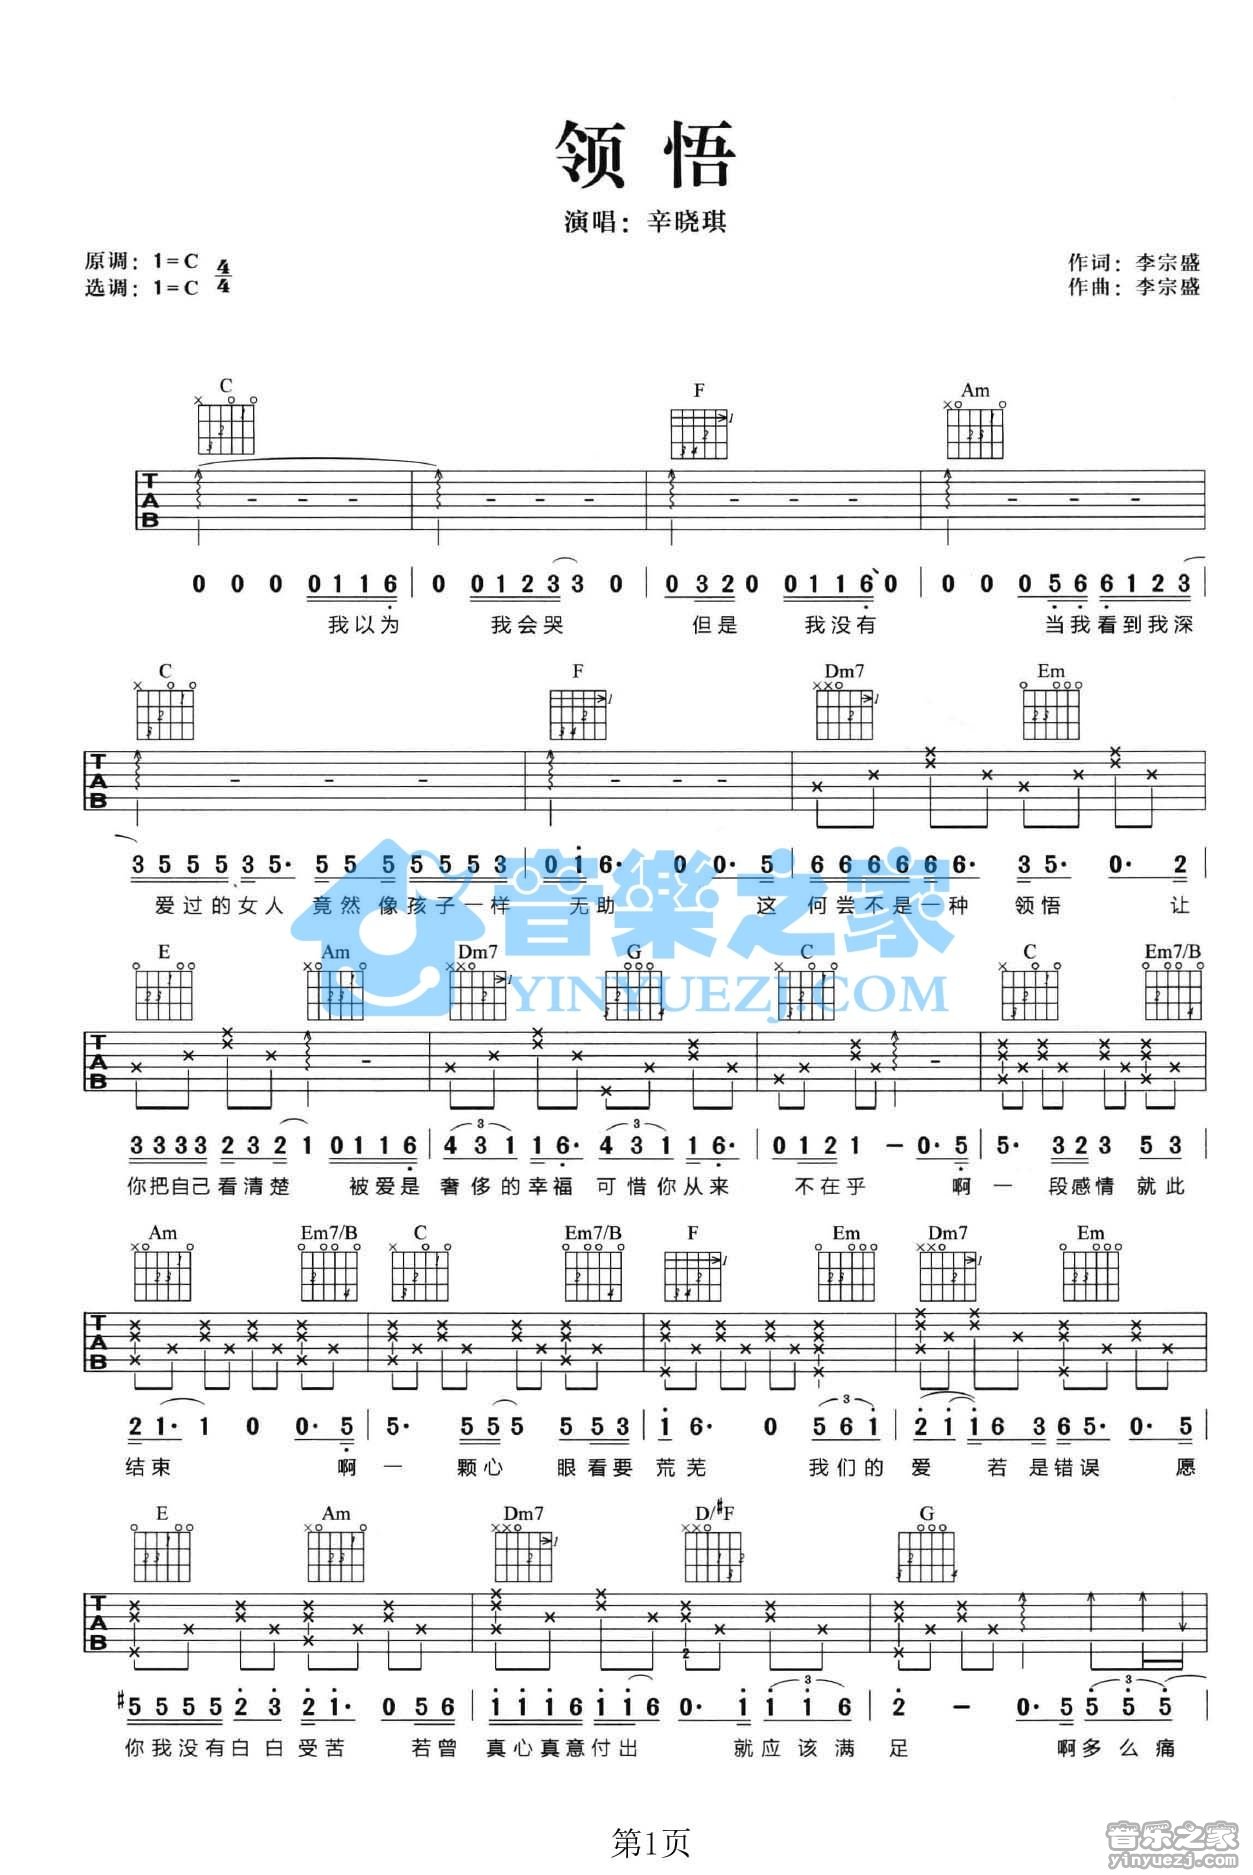 领 悟
演唱：辛晓琪
原调：1=C 4/4
选调：1=C
作词：李宗盛
作曲：李宗盛
C F Am
T A B
0 0 0 0 1 1 6 | 0 0 1 2 3 3 0 | 0 3 2 0 0 1 1 6 0 | 0 0 0 5 6 6 1 2 3 |
我以为 我会哭 但是 我没有 当我看到我深
C F Dm7 Em
T A B
3 5 5 5 3 5· 5 5 5 5 5 5 3 | 0 1 6· 0 0· 5 | 6 6 6 6 6 6· 3 5· 0· 2 |
爱过的女人 竟然像孩子一样 无助 这 何尝不是一种 领悟 让
E Am Dm7 G C C Em7/B
T A B
3 3 3 3 2 3 2 1 0 1 1 6 | 4 3 1 1 6· 4 3 1 1 6· | 0 1 2 1 – 0· 5 | 5· 3 2 3 5 3
你把自己看清楚 被爱是 奢侈的幸福 可惜你从来 不在乎 啊 一 段感情 就此
Am Em7/B C Em7/B F Em Dm7 Em
T A B
2 1· 1 0 0· 5 | 5· 5 5 5 5 5 5 3 | 1 6· 0 5 6 1 | 2 1 1 6 3 6 5· 0· 5 |
结束 啊 一 颗心 眼看要 荒芜 我们的 爱 若 是错误 愿
E Am Dm7 D/#F G
T A B
2
#5 5 5 5 2 3 2 1· 0 5 6 | 1 1 1 6 1 1 0· 1 1 1 6 | 2 – 0· 5 5 5 5 |
你我没有白白受苦 若曾 真心真意付出 就应该满 足 啊多么痛
音樂之家
YINYUEZJ.COM
第1页
音乐之家
yinyuezj.com